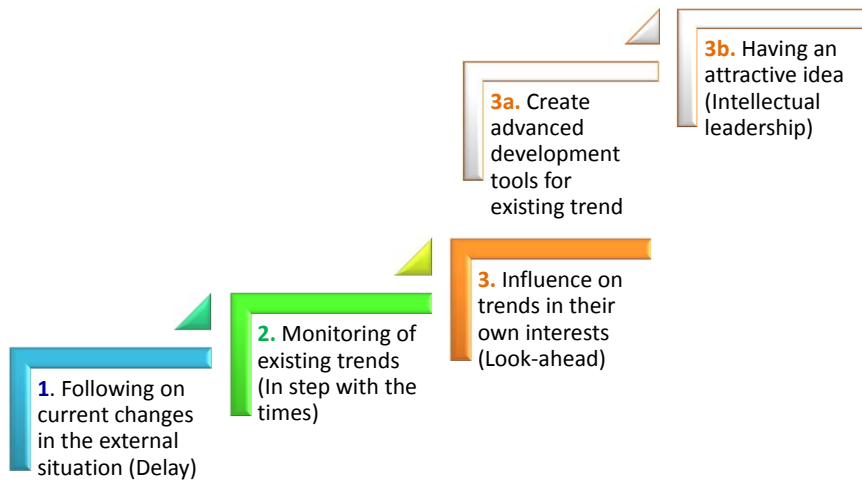 1. Following on
current changes
in the external
situation (Delay)
2. Monitoring of
existing trends
(In step with the
times)
3. Influence on
trends in their
own interests
(Look-ahead)
3a. Create
advanced
development
tools for
existing trend
3b. Having an
attractive idea
(Intellectual
leadership)